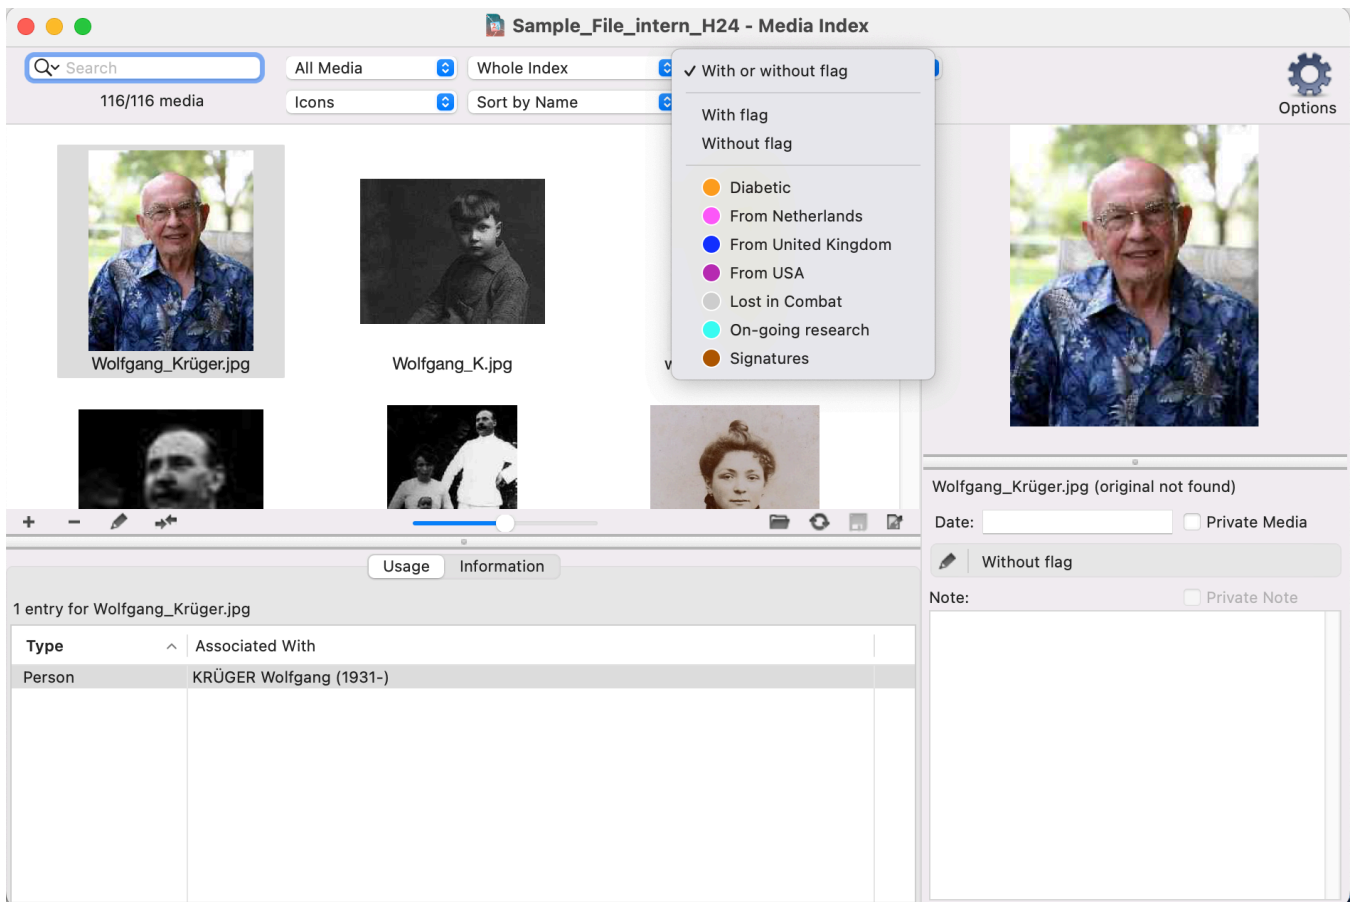 Sample_File_intern_H24 - Media Index
Search
All Media
Whole Index
With or without flag
116/116 media
Icons
Sort by Name
Options
With flag
Without flag
Diabetic
From Netherlands
From United Kingdom
From USA
Lost in Combat
On-going research
Signatures
Wolfgang_Krüger.jpg
Wolfgang_K.jpg
Wolfgang_Krüger.jpg (original not found)
Date:
Private Media
Without flag
Note:
Private Note
Usage
Information
1 entry for Wolfgang_Krüger.jpg
Type
Associated With
Person
KRÜGER Wolfgang (1931-)